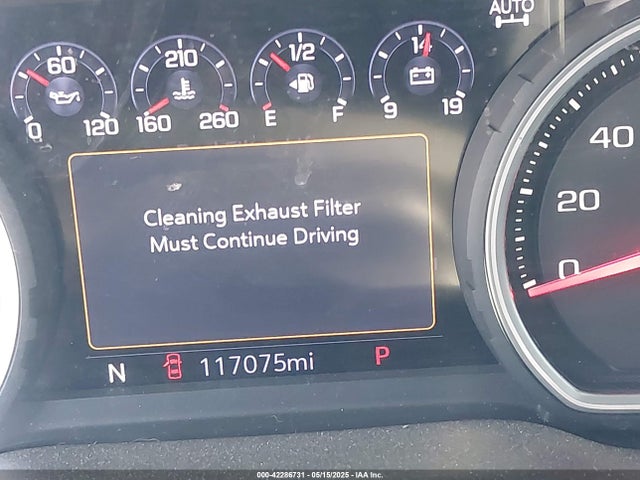 AUTO
60
0 120
210
160 260
1/2
E F
14
9 19
40
20
0
Cleaning Exhaust Filter
Must Continue Driving
N 117075mi P
000-42286731 - 05/15/2025 - IAA Inc.